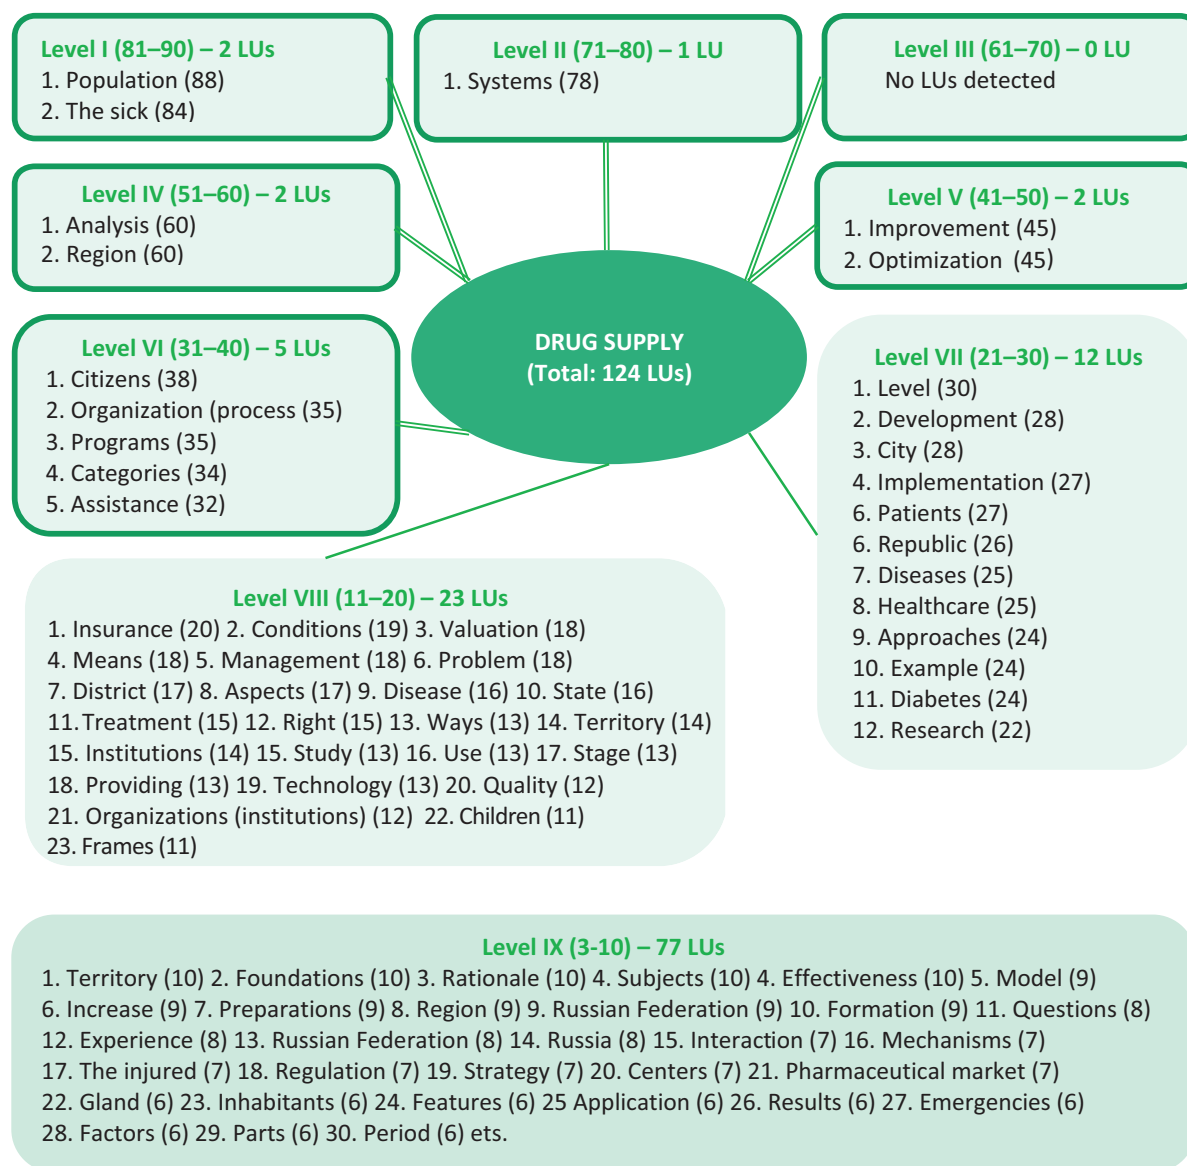 Level I (81–90) – 2 LUs
1. Population (88)
2. The sick (84)
Level II (71–80) – 1 LU
1. Systems (78)
Level III (61–70) – 0 LU
No LUs detected
Level IV (51–60) – 2 LUs
1. Analysis (60)
2. Region (60)
Level V (41–50) – 2 LUs
1. Improvement (45)
2. Optimization (45)
DRUG SUPPLY
(Total: 124 LUs)
Level VI (31–40) – 5 LUs
1. Citizens (38)
2. Organization (process (35)
3. Programs (35)
4. Categories (34)
5. Assistance (32)
Level VII (21–30) – 12 LUs
1. Level (30)
2. Development (28)
3. City (28)
4. Implementation (27)
6. Patients (27)
6. Republic (26)
7. Diseases (25)
8. Healthcare (25)
9. Approaches (24)
10. Example (24)
11. Diabetes (24)
12. Research (22)
Level VIII (11–20) – 23 LUs
1. Insurance (20) 2. Conditions (19) 3. Valuation (18)
4. Means (18) 5. Management (18) 6. Problem (18)
7. District (17) 8. Aspects (17) 9. Disease (16) 10. State (16)
11. Treatment (15) 12. Right (15) 13. Ways (13) 14. Territory (14)
15. Institutions (14) 15. Study (13) 16. Use (13) 17. Stage (13)
18. Providing (13) 19. Technology (13) 20. Quality (12)
21. Organizations (institutions) (12) 22. Children (11)
23. Frames (11)
Level IX (3-10) – 77 LUs
1. Territory (10) 2. Foundations (10) 3. Rationale (10) 4. Subjects (10) 4. Effectiveness (10) 5. Model (9)
6. Increase (9) 7. Preparations (9) 8. Region (9) 9. Russian Federation (9) 10. Formation (9) 11. Questions (8)
12. Experience (8) 13. Russian Federation (8) 14. Russia (8) 15. Interaction (7) 16. Mechanisms (7)
17. The injured (7) 18. Regulation (7) 19. Strategy (7) 20. Centers (7) 21. Pharmaceutical market (7)
22. Gland (6) 23. Inhabitants (6) 24. Features (6) 25 Application (6) 26. Results (6) 27. Emergencies (6)
28. Factors (6) 29. Parts (6) 30. Period (6) ets.